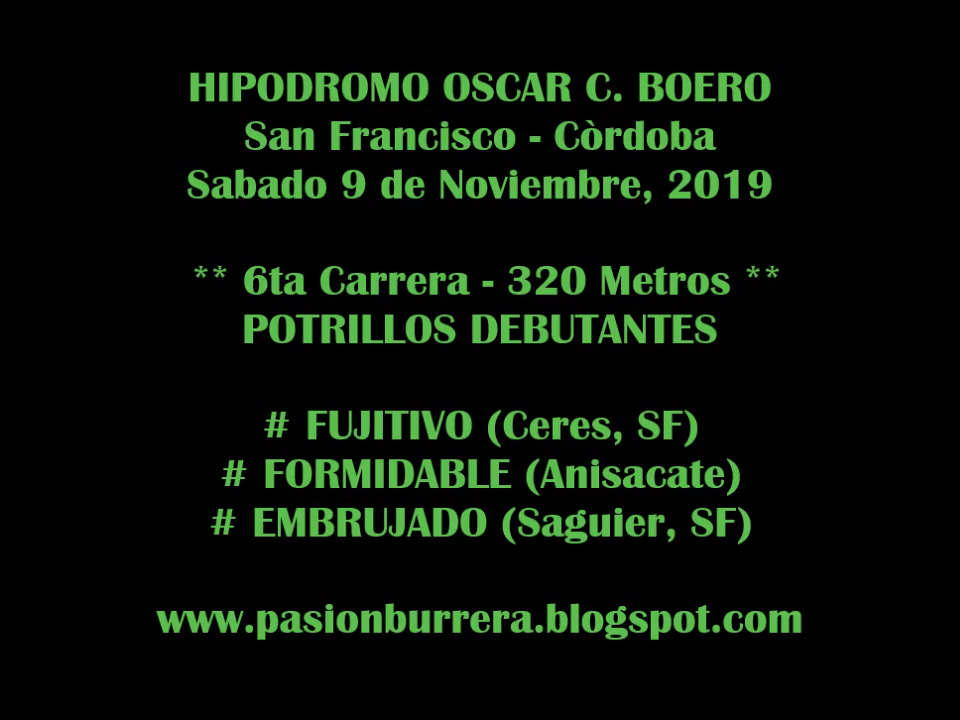 HIPODROMO OSCAR C. BOERO
San Francisco - Còrdoba
Sabado 9 de Noviembre, 2019
** 6ta Carrera - 320 Metros **
POTRILLOS DEBUTANTES
# FUJITIVO (Ceres, SF)
# FORMIDABLE (Anisacate)
# EMBRUJADO (Saguier, SF)
www.pasionburrera.blogspot.com